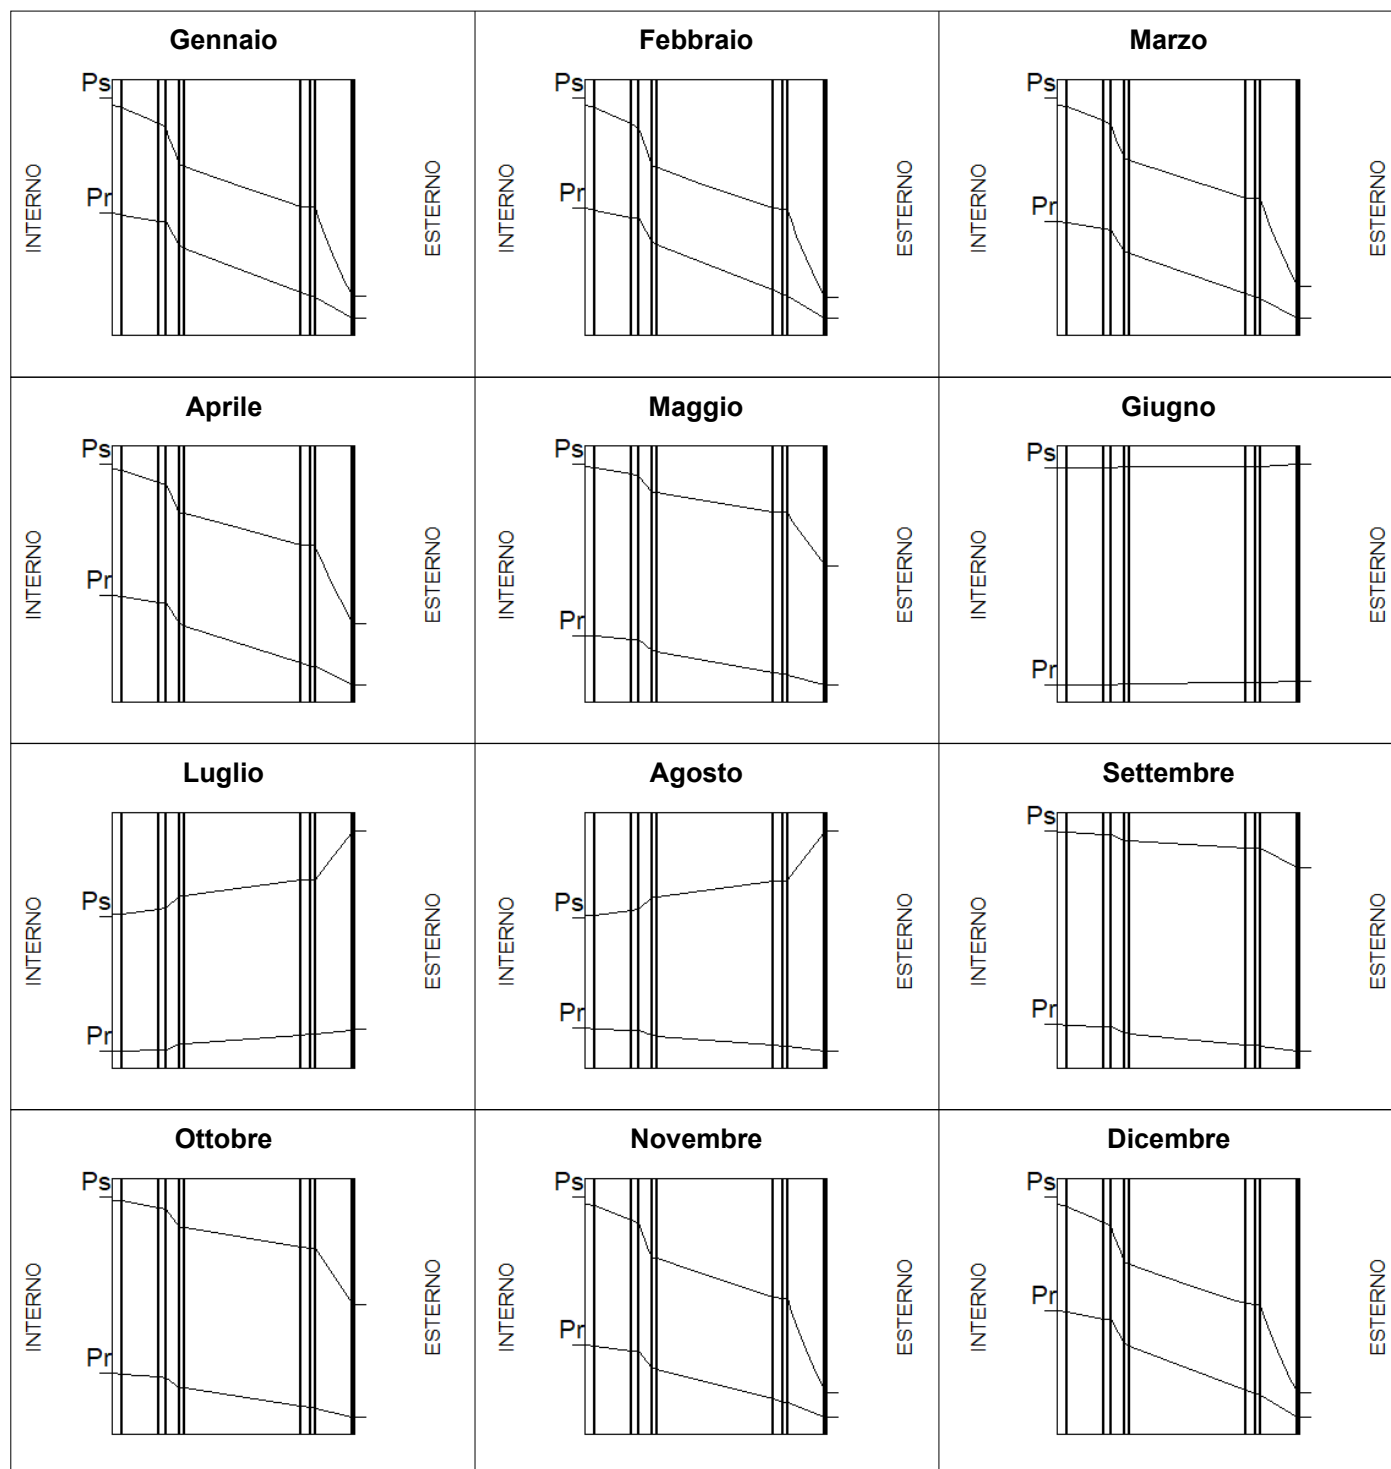 Gennaio
Febbraio
Marzo
Ps
Pr
INTERNO
ESTERNO
Ps
Pr
INTERNO
ESTERNO
Ps
Pr
INTERNO
ESTERNO
Aprile
Maggio
Giugno
Ps
Pr
INTERNO
ESTERNO
Ps
Pr
INTERNO
ESTERNO
Ps
Pr
INTERNO
ESTERNO
Luglio
Agosto
Settembre
Ps
Pr
INTERNO
ESTERNO
Ps
Pr
INTERNO
ESTERNO
Ps
Pr
INTERNO
ESTERNO
Ottobre
Novembre
Dicembre
Ps
Pr
INTERNO
ESTERNO
Ps
Pr
INTERNO
ESTERNO
Ps
Pr
INTERNO
ESTERNO